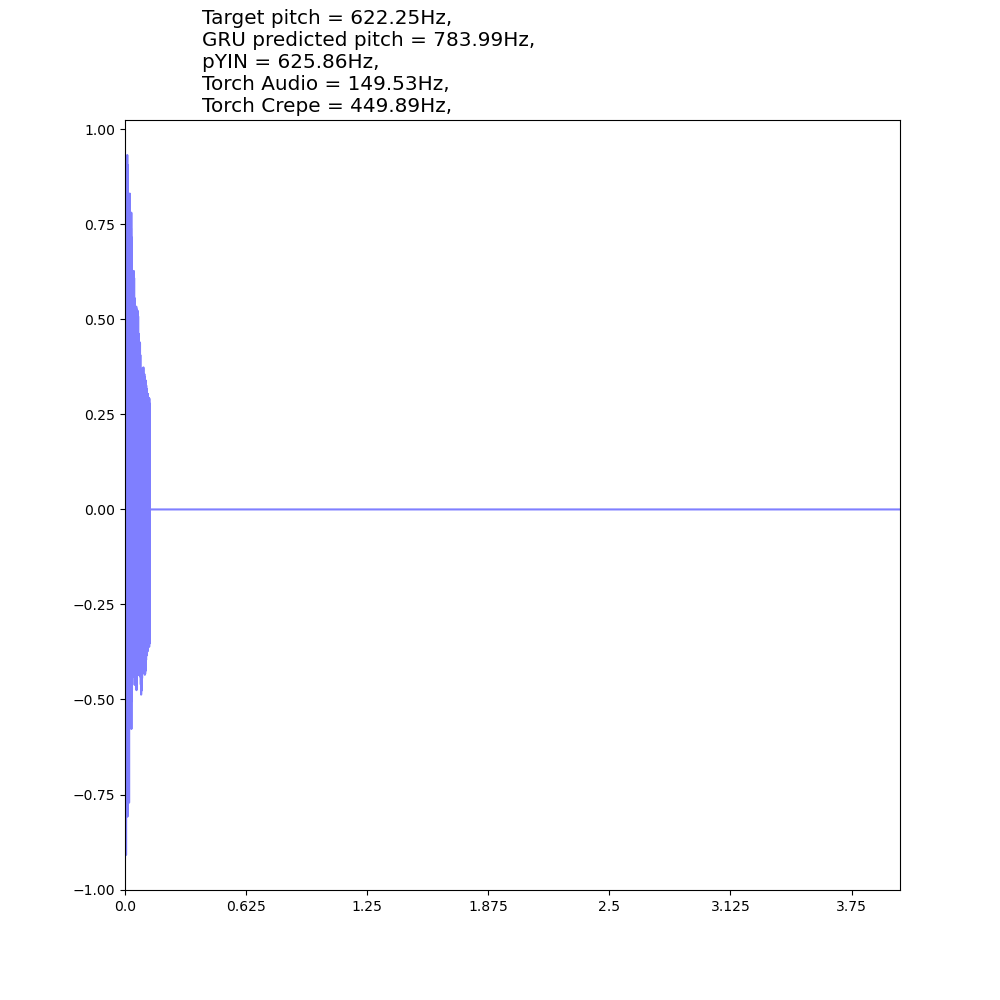 Target pitch = 622.25Hz,
GRU predicted pitch = 783.99Hz,
pYIN = 625.86Hz,
Torch Audio = 149.53Hz,
Torch Crepe = 449.89Hz,
1.00
0.75
0.50
0.25
0.00
−0.25
−0.50
−0.75
−1.00
0.0 0.625 1.25 1.875 2.5 3.125 3.75